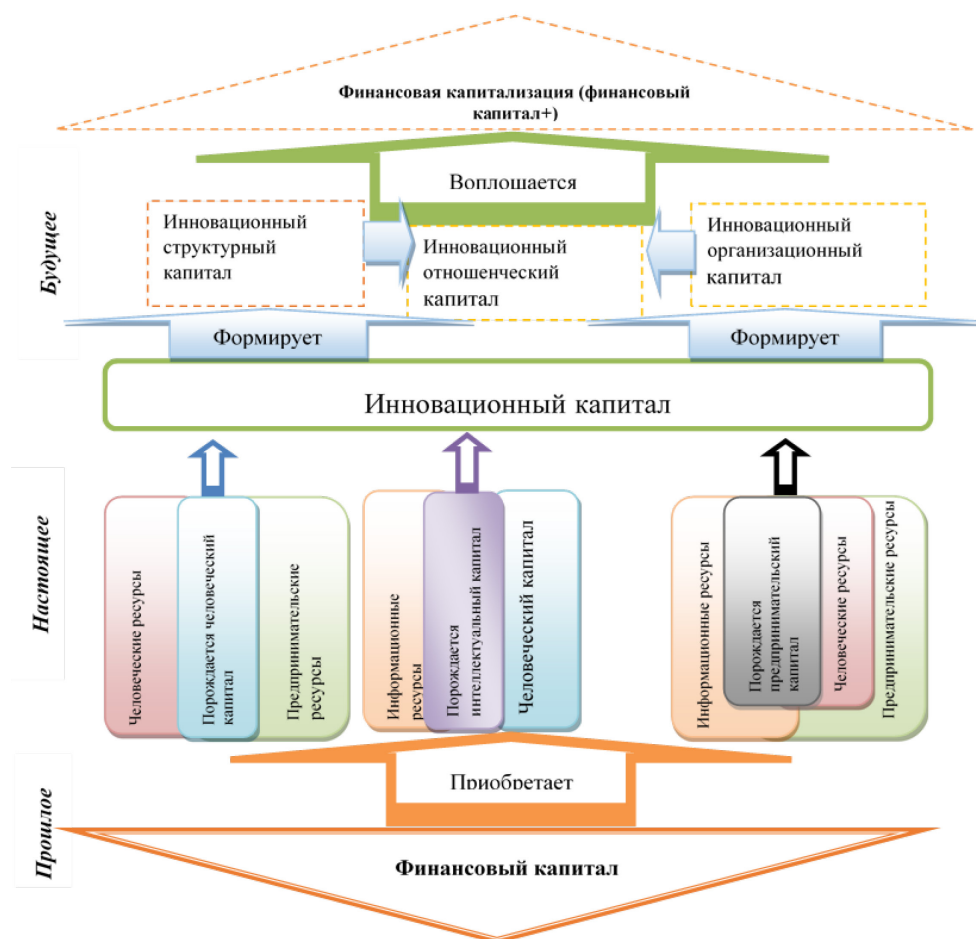 Финансовая капитализация (финансовый
капитал+)
Воплошается
Будущее
Инновационный
структурный
капитал
Инновационный
отношенческий
капитал
Инновационный
организационный
капитал
Формирует
Формирует
Инновационный капитал
Настоящее
Человеческие ресурсы
Порождается человеческий
капитал
Предпринимательские
ресурсы
Информационные
ресурсы
Порождается
интеллектуальный капитал
Человеческий капитал
Информационные ресурсы
Порождается
предпринимательский
капитал
Человеческие ресурсы
Предпринимательские ресурсы
Приобретает
Прошлое
Финансовый капитал